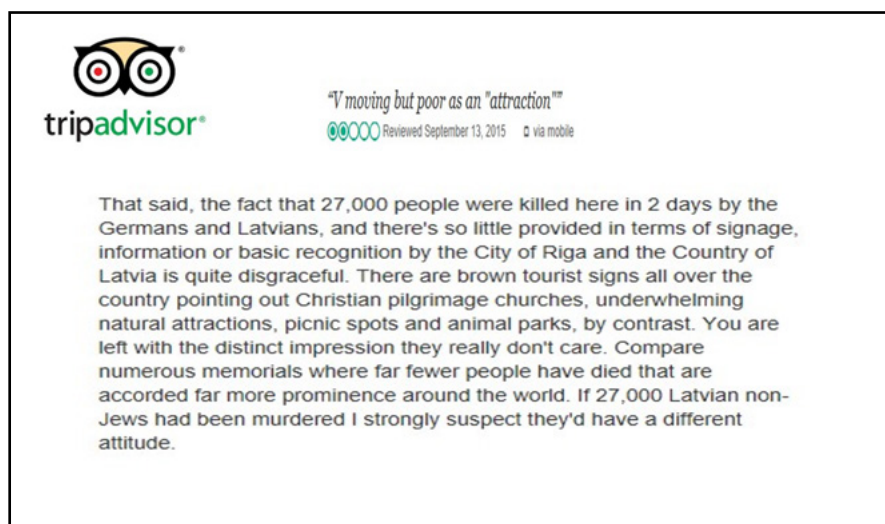 tripadvisor®
“V moving but poor as an "attraction"”
Reviewed September 13, 2015 via mobile
That said, the fact that 27,000 people were killed here in 2 days by the
Germans and Latvians, and there's so little provided in terms of signage,
information or basic recognition by the City of Riga and the Country of
Latvia is quite disgraceful. There are brown tourist signs all over the
country pointing out Christian pilgrimage churches, underwhelming
natural attractions, picnic spots and animal parks, by contrast. You are
left with the distinct impression they really don't care. Compare
numerous memorials where far fewer people have died that are
accorded far more prominence around the world. If 27,000 Latvian non-
Jews had been murdered I strongly suspect they'd have a different
attitude.